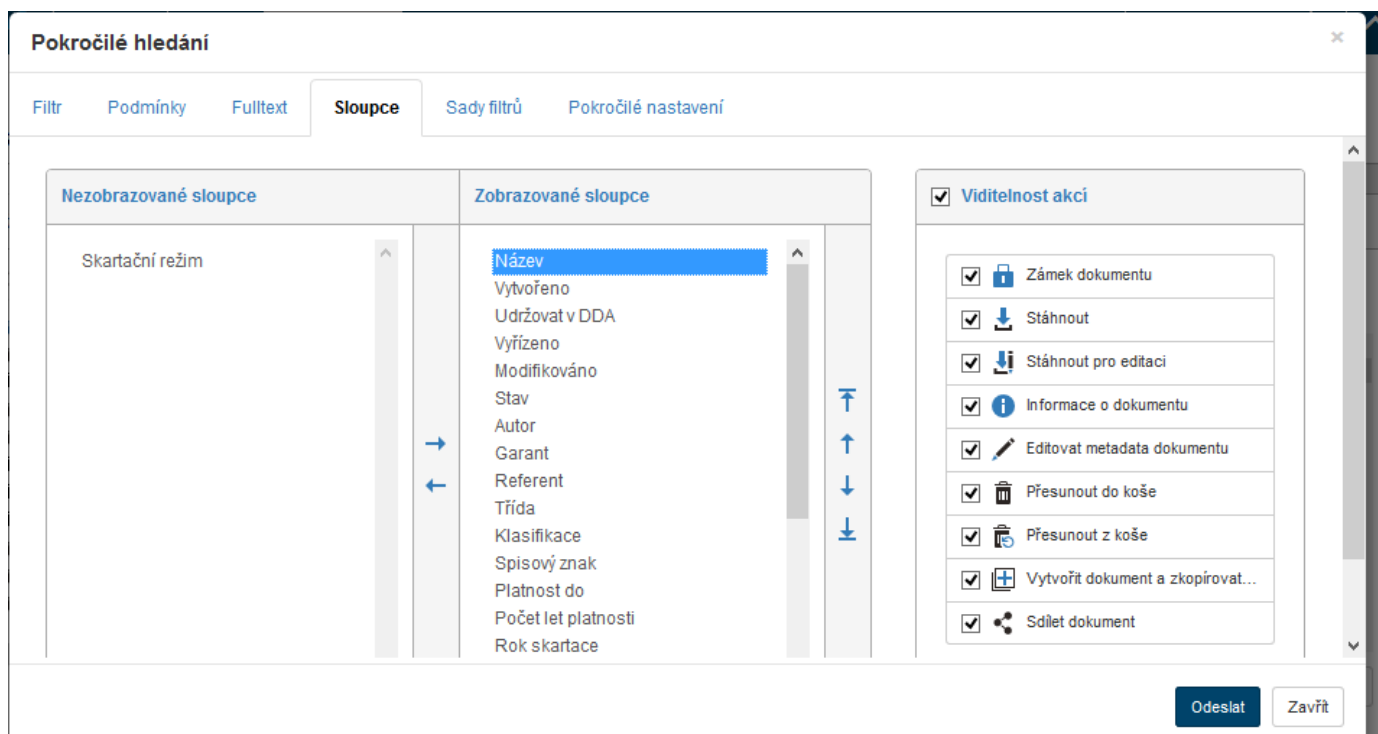 Pokročilé hledání
Filtr Podmínky Fulltext Sloupce Sady filtrů Pokročilé nastavení
Nezobrazované sloupce
Skartační režim
Zobrazované sloupce
Název
Vytvořeno
Udržovat v DDA
Vyřízeno
Modifikováno
Stav
Autor
Garant
Referent
Třída
Klasifikace
Spisový znak
Platnost do
Počet let platnosti
Rok skartace
Viditelnost akcí
Zámek dokumentu
Stáhnout
Stáhnout pro editaci
Informace o dokumentu
Editovat metadata dokumentu
Přesunout do koše
Přesunout z koše
Vytvořit dokument a zkopírovat...
Sdílet dokument
Odeslat Zavřít